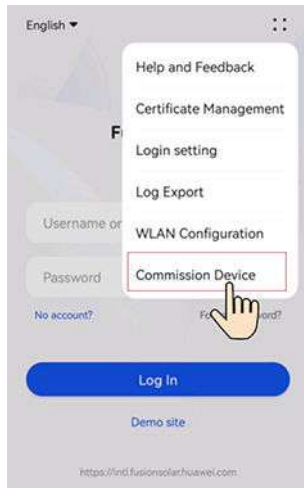 English
Help and Feedback
Certificate Management
Login setting
Log Export
Username or
WLAN Configuration
Password
Commission Device
No account?
Log In
Demo site
https://intl.fusionsolar.huawei.com